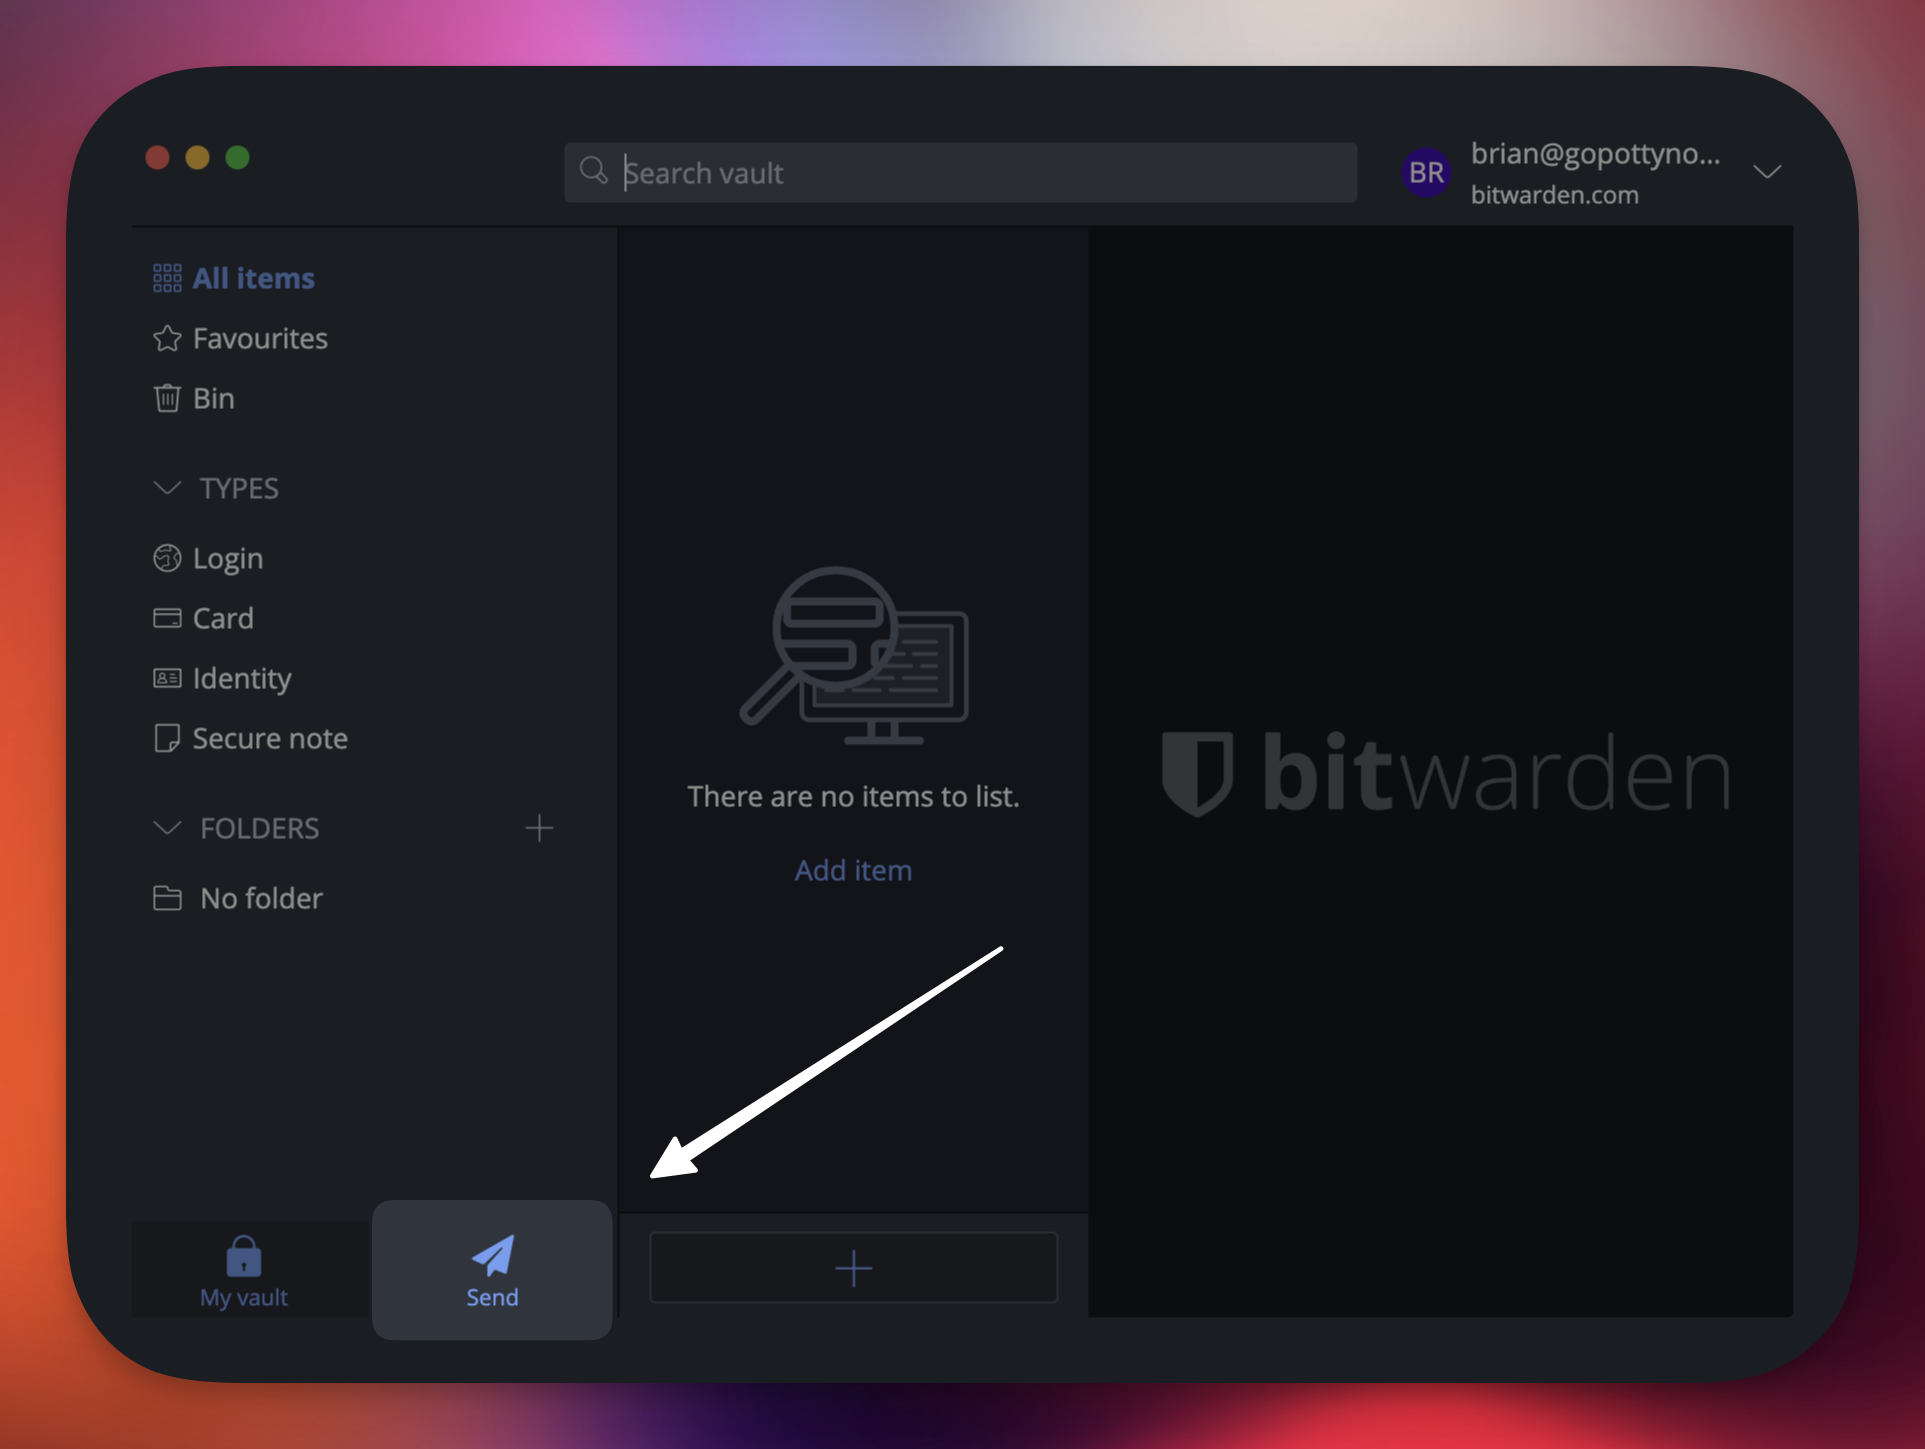 Search vault
BR
brian@gopottyno...
bitwarden.com
All items
Favourites
Bin
TYPES
Login
Card
Identity
Secure note
FOLDERS
No folder
There are no items to list.
Add item
bitwarden
My vault
Send